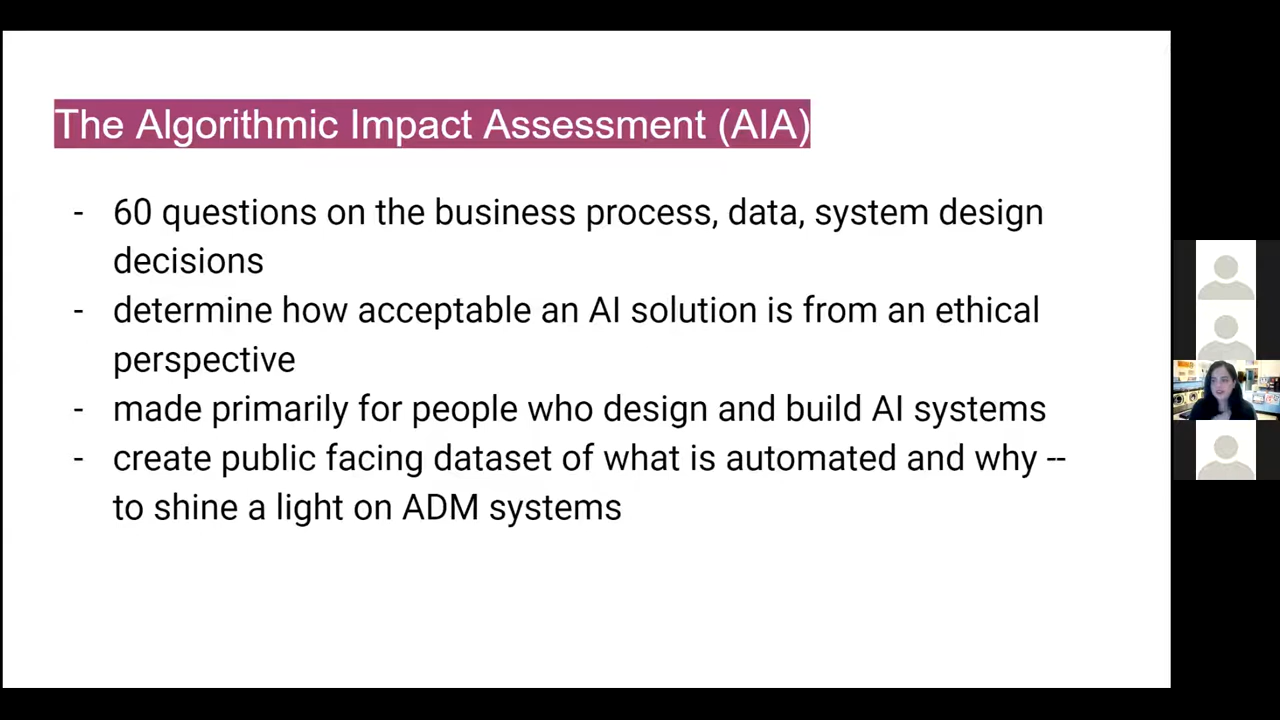 The Algorithmic Impact Assessment (AIA)
- 60 questions on the business process, data, system design
decisions
- determine how acceptable an AI solution is from an ethical
perspective
- made primarily for people who design and build AI systems
- create public facing dataset of what is automated and why --
to shine a light on ADM systems